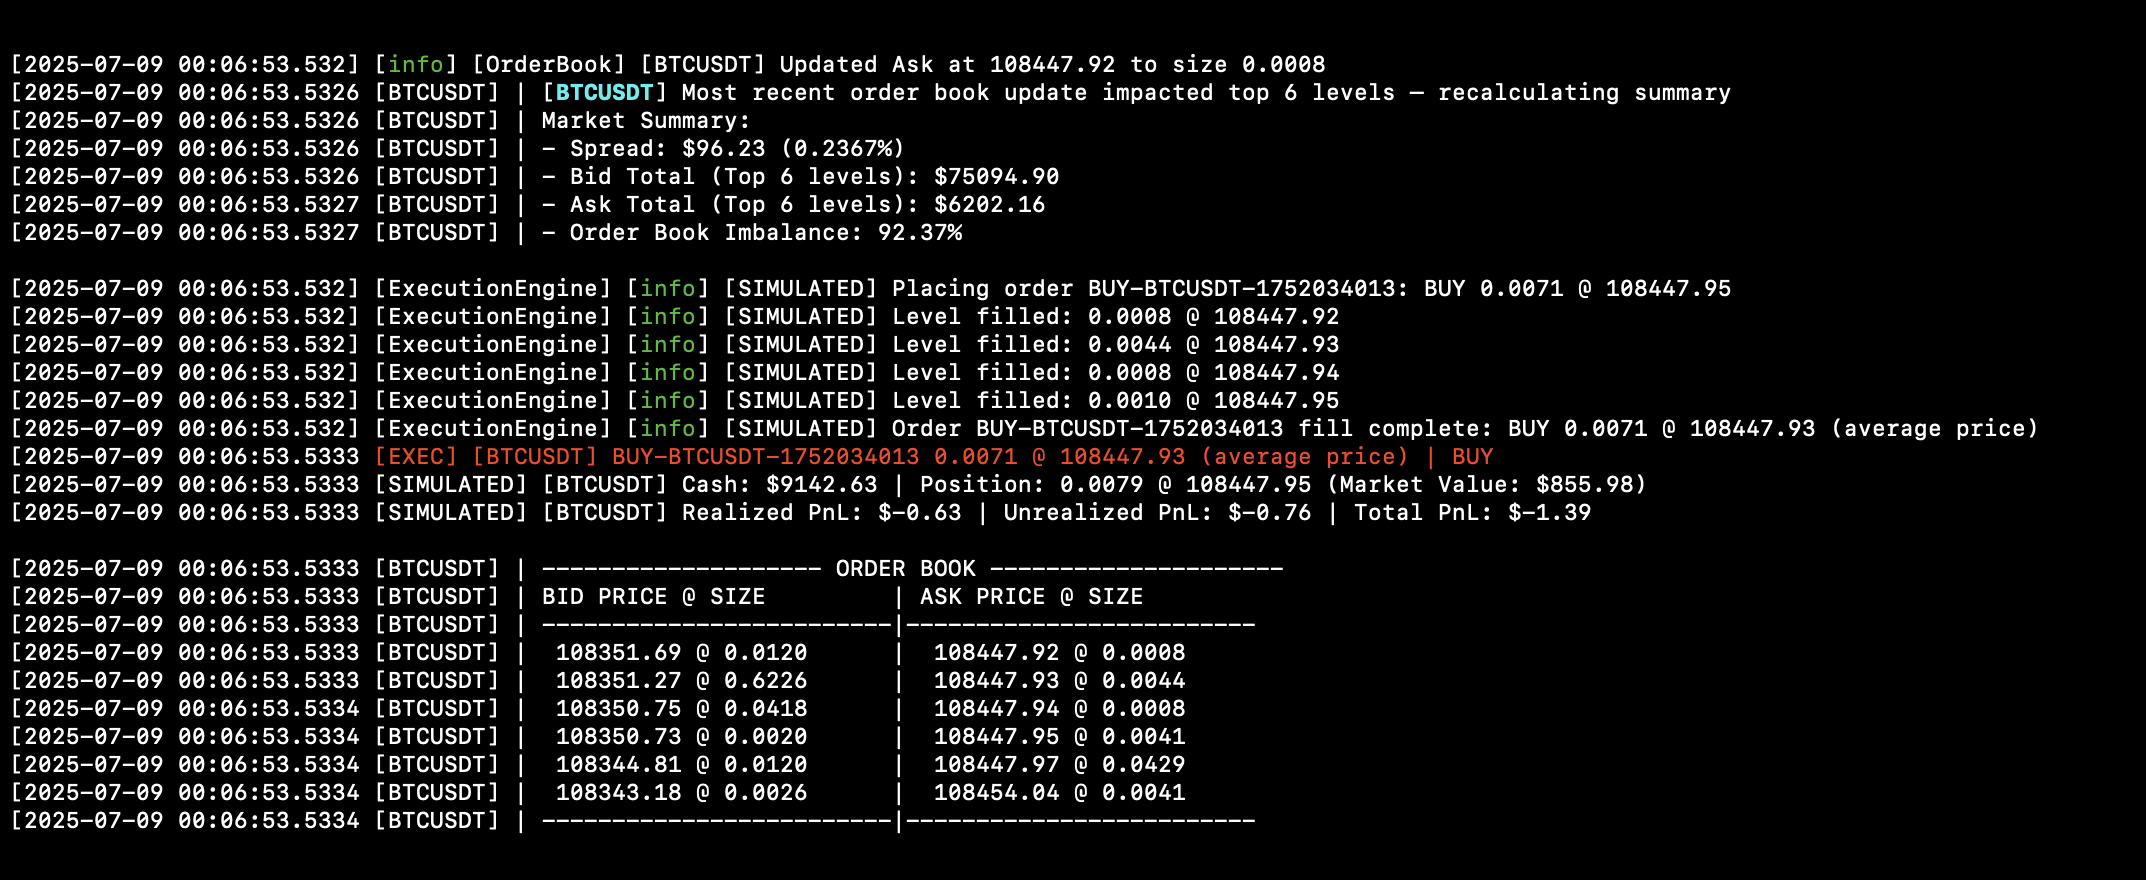 [2025-07-09 00:06:53.532] [info] [OrderBook] [BTCUSDT] Updated Ask at 108447.92 to size 0.0008
[2025-07-09 00:06:53.5326 [BTCUSDT] | [BTCUSDT] Most recent order book update impacted top 6 levels — recalculating summary
[2025-07-09 00:06:53.5326 [BTCUSDT] | Market Summary:
[2025-07-09 00:06:53.5326 [BTCUSDT] | - Spread: $96.23 (0.2367%)
[2025-07-09 00:06:53.5326 [BTCUSDT] | - Bid Total (Top 6 levels): $75094.90
[2025-07-09 00:06:53.5327 [BTCUSDT] | - Ask Total (Top 6 levels): $6202.16
[2025-07-09 00:06:53.5327 [BTCUSDT] | - Order Book Imbalance: 92.37%
[2025-07-09 00:06:53.532] [ExecutionEngine] [info] [SIMULATED] Placing order BUY-BTCUSDT-1752034013: BUY 0.0071 @ 108447.95
[2025-07-09 00:06:53.532] [ExecutionEngine] [info] [SIMULATED] Level filled: 0.0008 @ 108447.92
[2025-07-09 00:06:53.532] [ExecutionEngine] [info] [SIMULATED] Level filled: 0.0044 @ 108447.93
[2025-07-09 00:06:53.532] [ExecutionEngine] [info] [SIMULATED] Level filled: 0.0008 @ 108447.94
[2025-07-09 00:06:53.532] [ExecutionEngine] [info] [SIMULATED] Level filled: 0.0010 @ 108447.95
[2025-07-09 00:06:53.532] [ExecutionEngine] [info] [SIMULATED] Order BUY-BTCUSDT-1752034013 fill complete: BUY 0.0071 @ 108447.93 (average price)
[2025-07-09 00:06:53.5333 [EXEC] [BTCUSDT] BUY-BTCUSDT-1752034013 0.0071 @ 108447.93 (average price) | BUY
[2025-07-09 00:06:53.5333 [SIMULATED] [BTCUSDT] Cash: $9142.63 | Position: 0.0079 @ 108447.95 (Market Value: $855.98)
[2025-07-09 00:06:53.5333 [SIMULATED] [BTCUSDT] Realized PnL: $-0.63 | Unrealized PnL: $-0.76 | Total PnL: $-1.39
[2025-07-09 00:06:53.5333 [BTCUSDT] | -------------------- ORDER BOOK ---------------------
[2025-07-09 00:06:53.5333 [BTCUSDT] | BID PRICE @ SIZE         | ASK PRICE @ SIZE
[2025-07-09 00:06:53.5333 [BTCUSDT] | -------------------------|-------------------------
[2025-07-09 00:06:53.5333 [BTCUSDT] |  108351.69 @ 0.0120      |  108447.92 @ 0.0008
[2025-07-09 00:06:53.5333 [BTCUSDT] |  108351.27 @ 0.6226      |  108447.93 @ 0.0044
[2025-07-09 00:06:53.5334 [BTCUSDT] |  108350.75 @ 0.0418      |  108447.94 @ 0.0008
[2025-07-09 00:06:53.5334 [BTCUSDT] |  108350.73 @ 0.0020      |  108447.95 @ 0.0041
[2025-07-09 00:06:53.5334 [BTCUSDT] |  108344.81 @ 0.0120      |  108447.97 @ 0.0429
[2025-07-09 00:06:53.5334 [BTCUSDT] |  108343.18 @ 0.0026      |  108454.04 @ 0.0041
[2025-07-09 00:06:53.5334 [BTCUSDT] | -------------------------|-------------------------